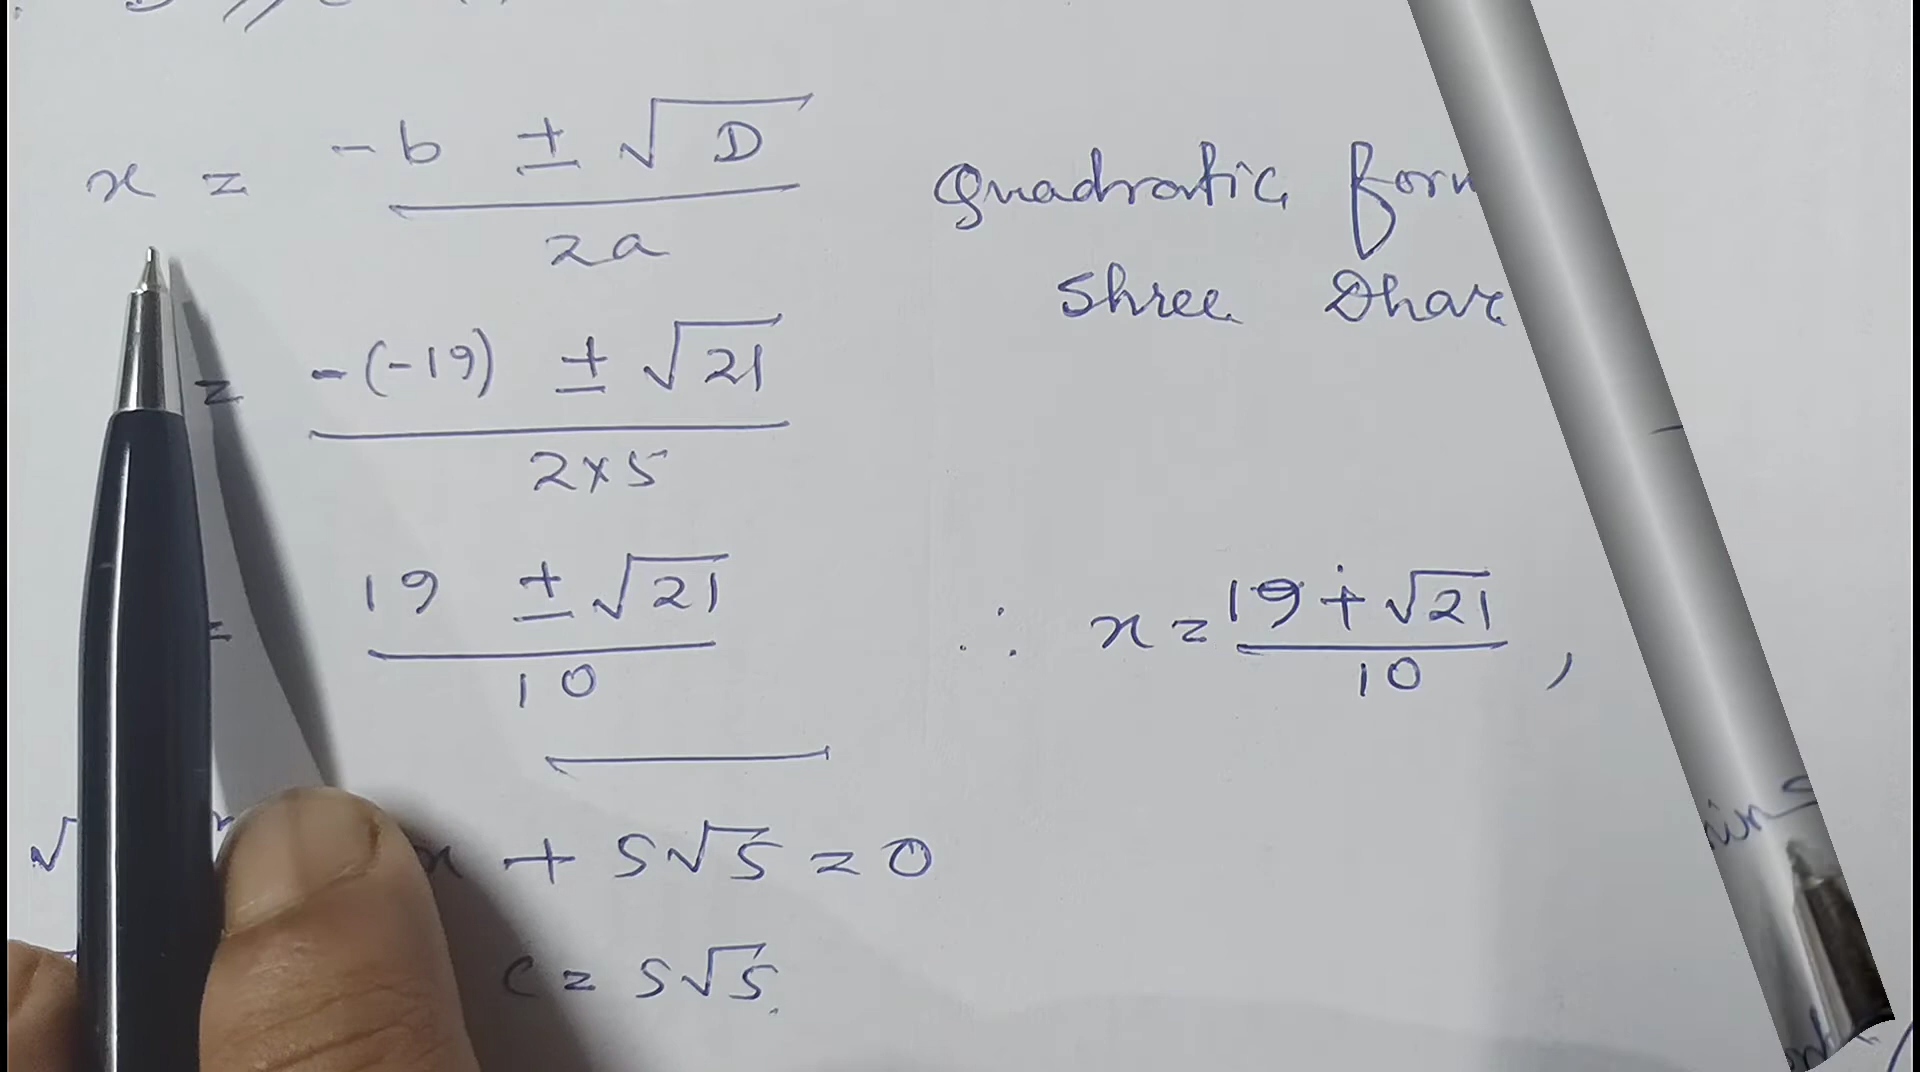 x = -b ± √D / 2a
Quadratic form
Shree Dhar
= -(-19) ± √21 / 2×5
= 19 ± √21 / 10
∴ x = 19 + √21 / 10 ,
x + 5√5 = 0
c = 5√5